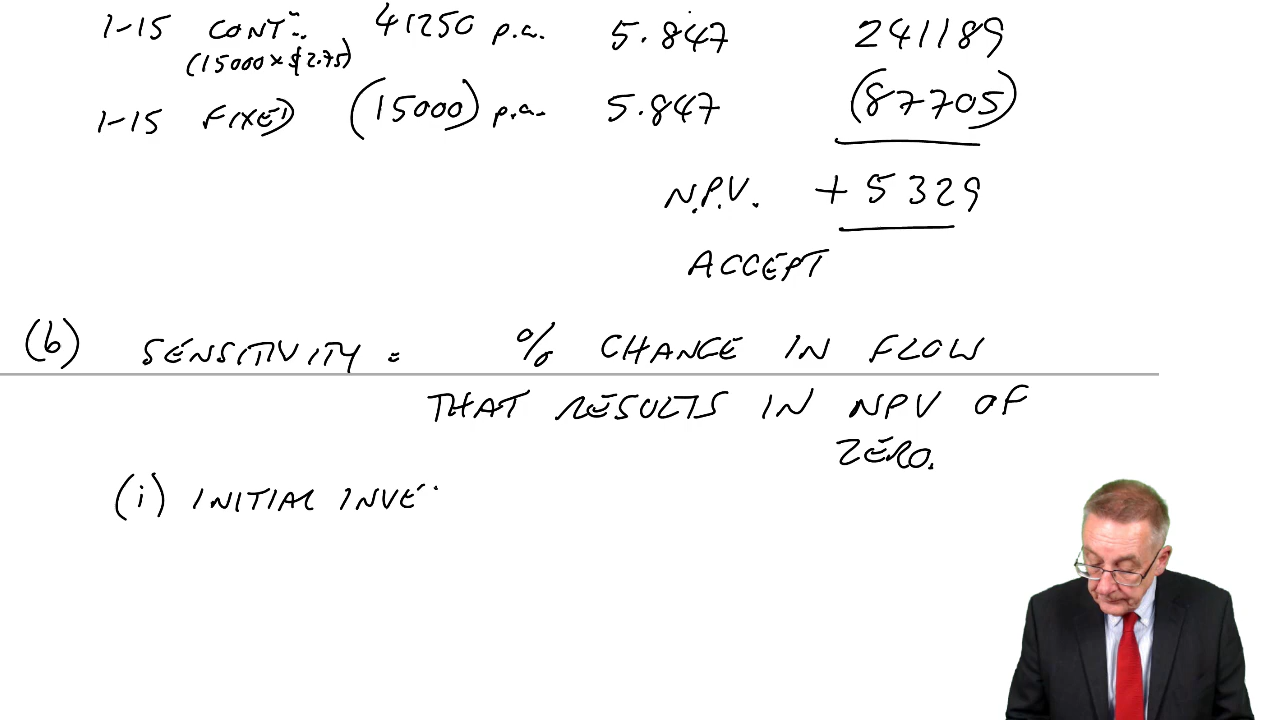 1-15 CONT:. 41250 p.a. 5.847 241189
(15000 × $2.75)
1-15 FIXED (15000) p.a. 5.847 (87705)
N.P.V. + 5329
ACCEPT
(b) SENSITIVITY = % CHANGE IN FLOW
THAT RESULTS IN NPV OF
ZERO.
(i) INITIAL INVE